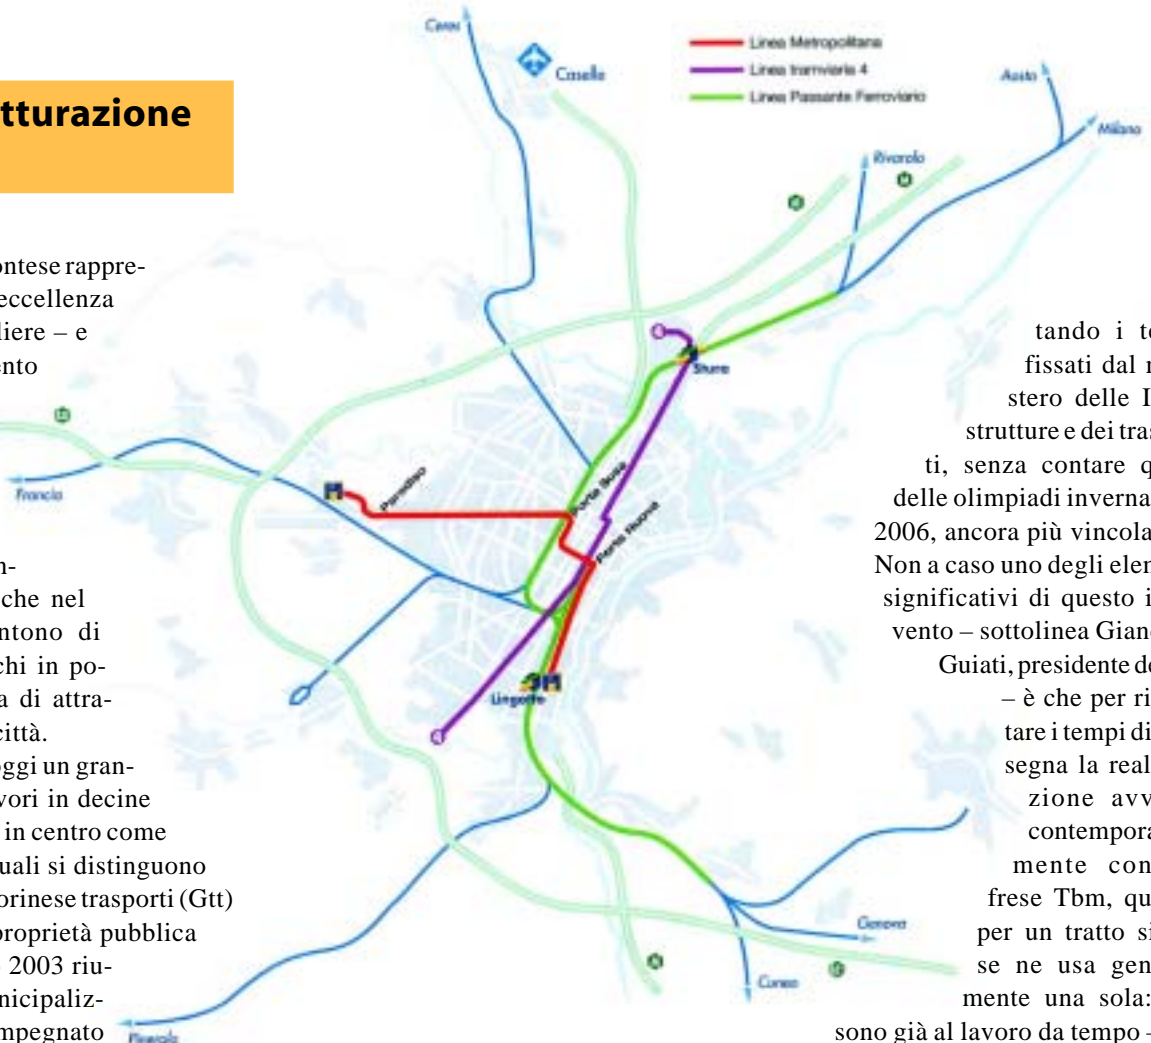 tturazione
ontese rappre-
eccellenza
liere – e
ento
n-
che nel
ntono di
chi in po-
a di attra-
città.
oggi un gran-
vori in decine
in centro come
uali si distinguono
orinese trasporti (Gtt)
proprietà pubblica
2003 riu-
nicipaliz-
mpegnato
Ceres
Caselle
Linea Metropolitana
Linea tramviaria 4
Linea Passante Ferroviario
Aosta
Milano
Rivarolo
Stura
Francia
Paradiso
Porta Susa
Porta Nuova
Lingotto
Genova
Cuneo
Pinerolo
tando i te
fissati dal m
stero delle I
strutture e dei tras
ti, senza contare q
delle olimpiadi inverna
2006, ancora più vincola
Non a caso uno degli elem
significativi di questo i
vento – sottolinea Gianc
Guiati, presidente de
– è che per ri
tare i tempi di
segna la real
zione avv
contempora
mente con
frese Tbm, qu
per un tratto si
se ne usa gen
mente una sola:
sono già al lavoro da tempo –